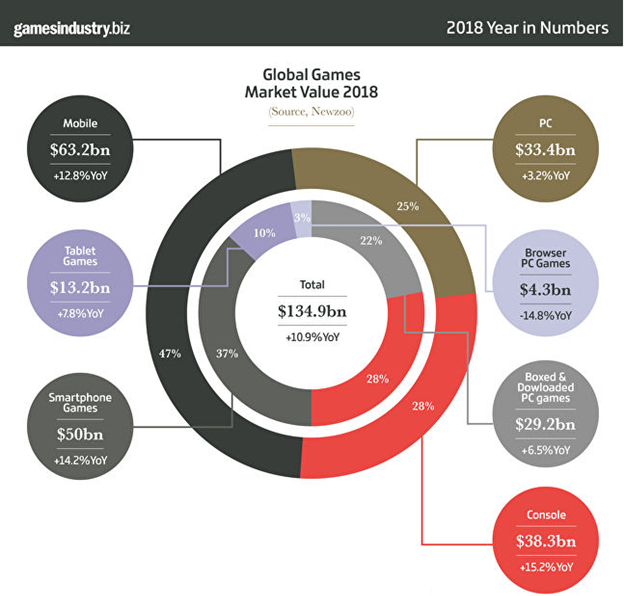 gamesindustry.biz
2018 Year in Numbers
Global Games
Market Value 2018
(Source, Newzoo)
Mobile
$63.2bn
+12.8%YoY
PC
$33.4bn
+3.2%YoY
25%
3%
22%
10%
Tablet
Games
$13.2bn
+7.8%YoY
Browser
PC Games
$4.3bn
-14.8%YoY
Total
$134.9bn
+10.9%YoY
47%
37%
28%
28%
Smartphone
Games
$50bn
+14.2%YoY
Boxed &
Dowloaded
PC games
$29.2bn
+6.5%YoY
Console
$38.3bn
+15.2%YoY